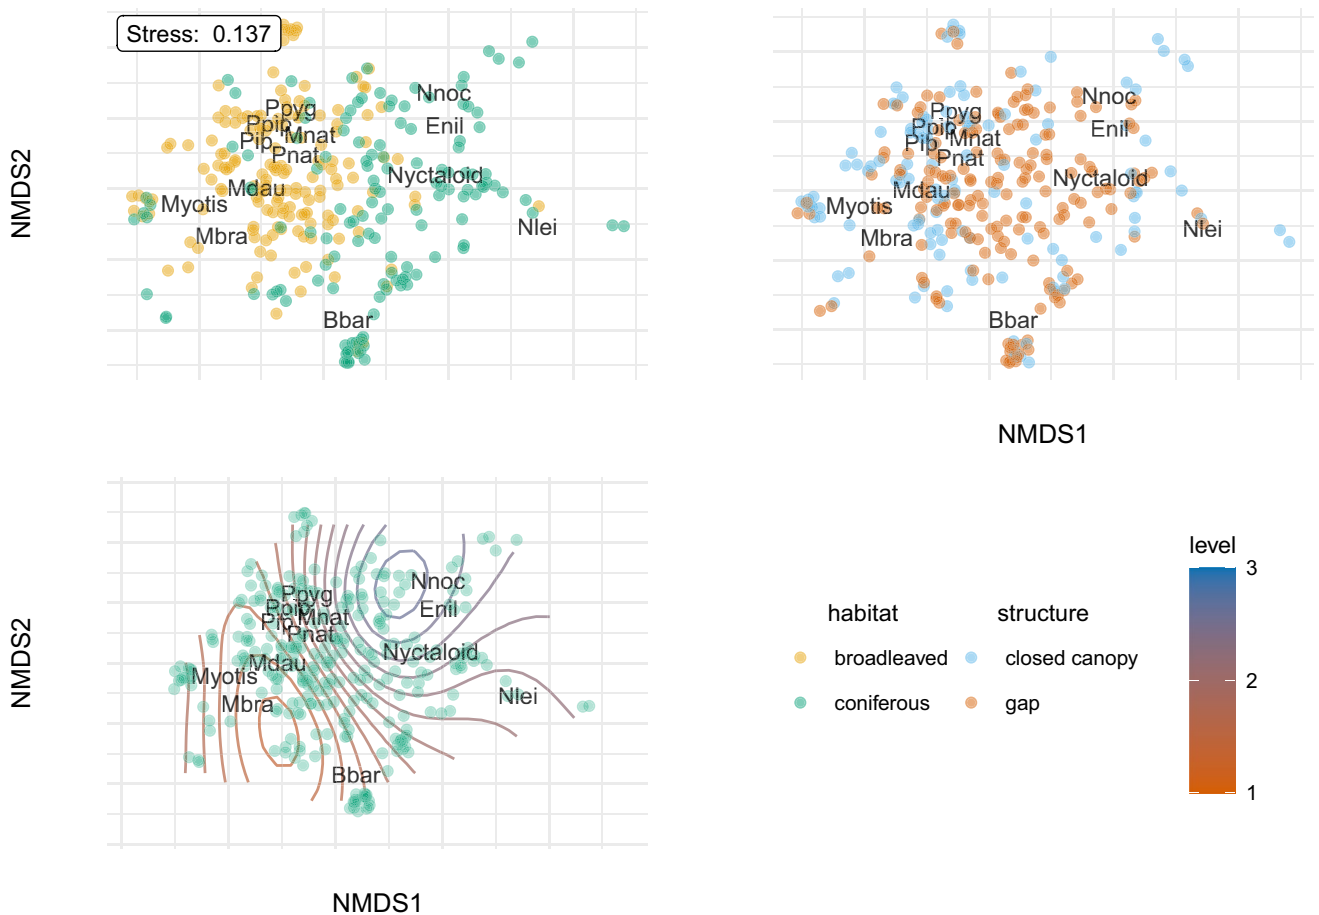 Stress: 0.137
NMDS2
Nnoc
Ppyg
Ppip
Enil
Pip
Mnat
Pnat
Nyctaloid
Mdau
Myotis
Nlei
Mbra
Bbar
Nnoc
Ppyg
Ppip
Enil
Pip
Mnat
Pnat
Nyctaloid
Mdau
Myotis
Nlei
Mbra
Bbar
NMDS1
NMDS2
Nnoc
Ppyg
Ppip
Enil
Pip
Mnat
Pnat
Nyctaloid
Mdau
Myotis
Nlei
Mbra
Bbar
NMDS1
habitat
broadleaved
coniferous
structure
closed canopy
gap
level
3
2
1